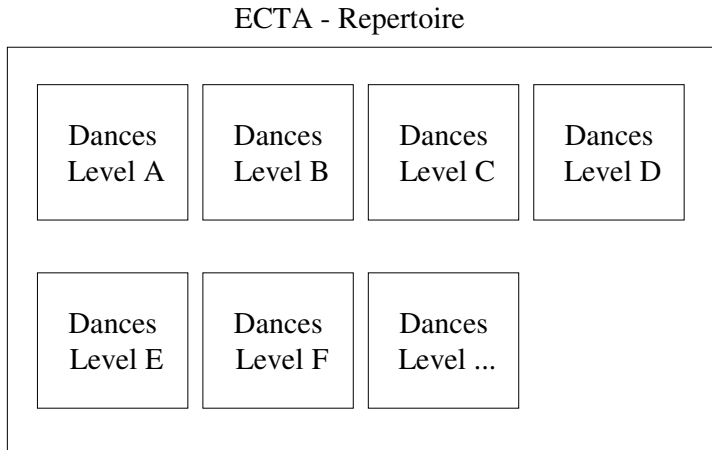 ECTA - Repertoire
Dances
Level A
Dances
Level B
Dances
Level C
Dances
Level D
Dances
Level E
Dances
Level F
Dances
Level ...